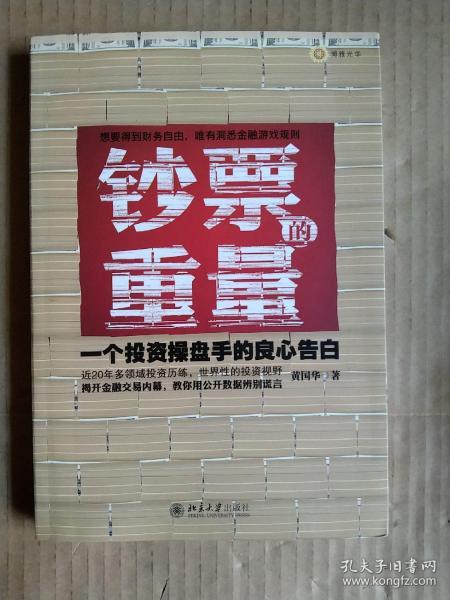 博雅光华
想要得到财务自由，唯有洞悉金融游戏规则
钞票的
重量
一个投资操盘手的良心告白
近20年多领域投资历练，世界性的投资视野
揭开金融交易内幕，教你用公开数据辨别谎言
黄国华 著
北京大学出版社
PEKING UNIVERSITY PRESS
孔夫子旧书网
www.kongfz.com